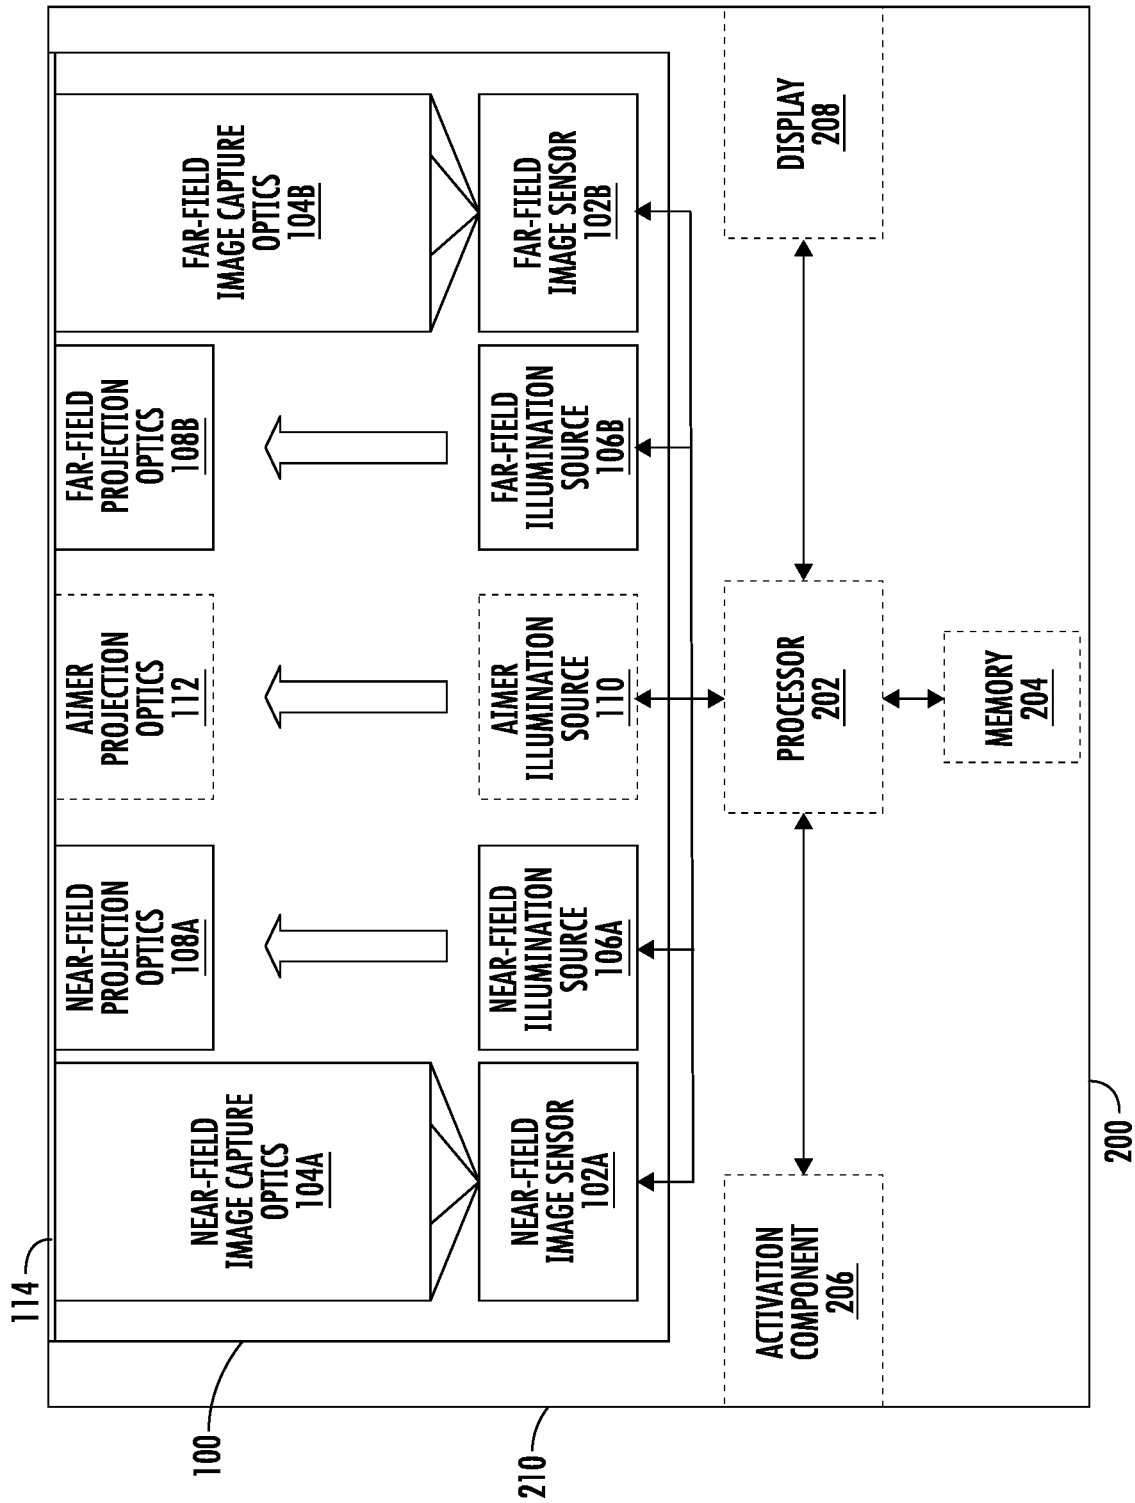 114
100
210
200
NEAR-FIELD
IMAGE CAPTURE
OPTICS
104A
NEAR-FIELD
PROJECTION
OPTICS
108A
AIMER
PROJECTION
OPTICS
112
FAR-FIELD
PROJECTION
OPTICS
108B
FAR-FIELD
IMAGE CAPTURE
OPTICS
104B
NEAR-FIELD
IMAGE SENSOR
102A
NEAR-FIELD
ILLUMINATION
SOURCE
106A
AIMER
ILLUMINATION
SOURCE
110
FAR-FIELD
ILLUMINATION
SOURCE
106B
FAR-FIELD
IMAGE SENSOR
102B
ACTIVATION
COMPONENT
206
PROCESSOR
202
DISPLAY
208
MEMORY
204